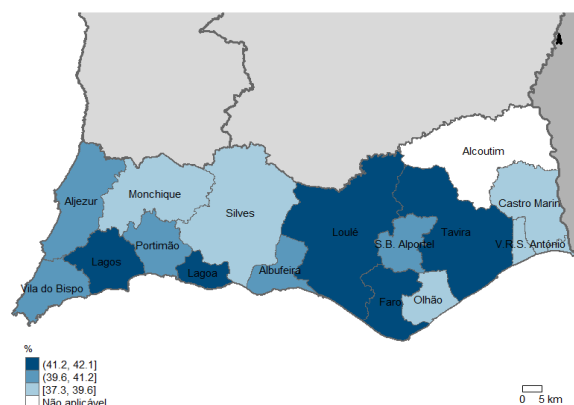 Alcoutim
Aljezur
Monchique
Castro Marim
Silves
Loulé
Tavira
Portimão
S.B. Alportel
V.R.S. António
Lagos
Lagoa
Albufeira
Vila do Bispo
Faro
Olhão
%
(41.2, 42.1]
(39.6, 41.2]
[37.3, 39.6]
Não aplicável
0 5 km